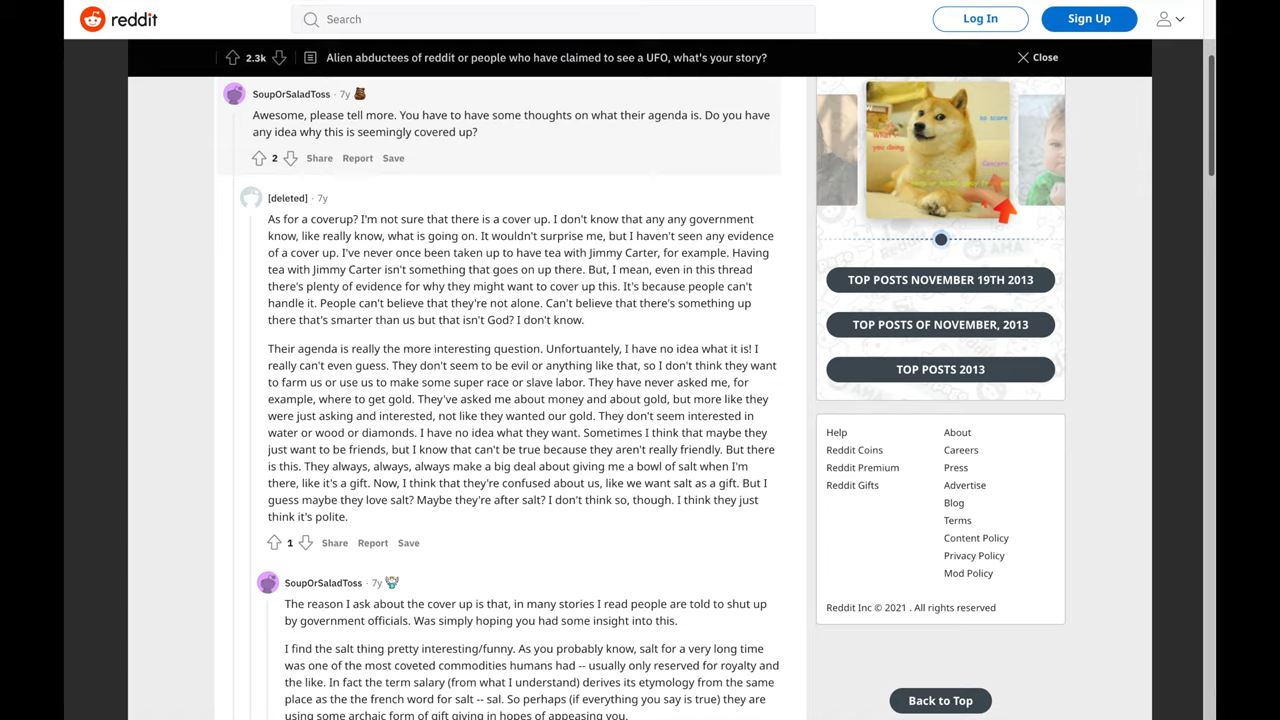 reddit
Search
Log In
Sign Up
2.3k
Alien abductees of reddit or people who have claimed to see a UFO, what's your story?
Close
SoupOrSaladToss · 7y
Awesome, please tell more. You have to have some thoughts on what their agenda is. Do you have
any idea why this is seemingly covered up?
2 Share Report Save
[deleted] · 7y
As for a coverup? I'm not sure that there is a cover up. I don't know that any any government
know, like really know, what is going on. It wouldn't surprise me, but I haven't seen any evidence
of a cover up. I've never once been taken up to have tea with Jimmy Carter, for example. Having
tea with Jimmy Carter isn't something that goes on up there. But, I mean, even in this thread
there's plenty of evidence for why they might want to cover up this. It's because people can't
handle it. People can't believe that they're not alone. Can't believe that there's something up
there that's smarter than us but that isn't God? I don't know.
Their agenda is really the more interesting question. Unfortuantely, I have no idea what it is! I
really can't even guess. They don't seem to be evil or anything like that, so I don't think they want
to farm us or use us to make some super race or slave labor. They have never asked me, for
example, where to get gold. They've asked me about money and about gold, but more like they
were just asking and interested, not like they wanted our gold. They don't seem interested in
water or wood or diamonds. I have no idea what they want. Sometimes I think that maybe they
just want to be friends, but I know that can't be true because they aren't really friendly. But there
is this. They always, always, always make a big deal about giving me a bowl of salt when I'm
there, like it's a gift. Now, I think that they're confused about us, like we want salt as a gift. But I
guess maybe they love salt? Maybe they're after salt? I don't think so, though. I think they just
think it's polite.
1 Share Report Save
SoupOrSaladToss · 7y
The reason I ask about the cover up is that, in many stories I read people are told to shut up
by government officials. Was simply hoping you had some insight into this.
I find the salt thing pretty interesting/funny. As you probably know, salt for a very long time
was one of the most coveted commodities humans had -- usually only reserved for royalty and
the like. In fact the term salary (from what I understand) derives its etymology from the same
place as the the french word for salt -- sal. So perhaps (if everything you say is true) they are
using some archaic form of gift giving in hopes of appeasing you.
so scare
What r
you doing
Concern
TOP POSTS NOVEMBER 19TH 2013
TOP POSTS OF NOVEMBER, 2013
TOP POSTS 2013
Help
About
Reddit Coins
Careers
Reddit Premium
Press
Reddit Gifts
Advertise
Blog
Terms
Content Policy
Privacy Policy
Mod Policy
Reddit Inc © 2021 . All rights reserved
Back to Top